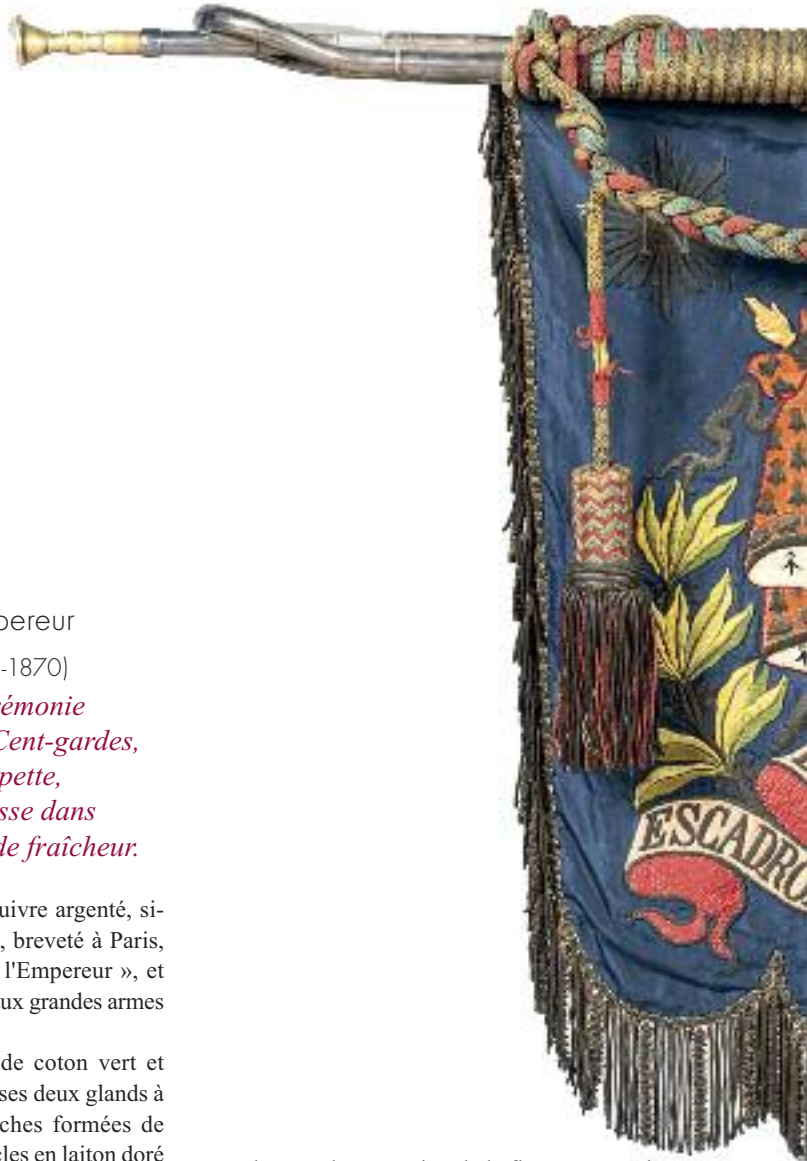 pereur
-1870)
rémonie
Cent-gardes,
pette,
sse dans
de fraîcheur.
uivre argenté, si-
, breveté à Paris,
l'Empereur », et
ux grandes armes
de coton vert et
ses deux glands à
ches formées de
cles en laiton doré
ESCADRO